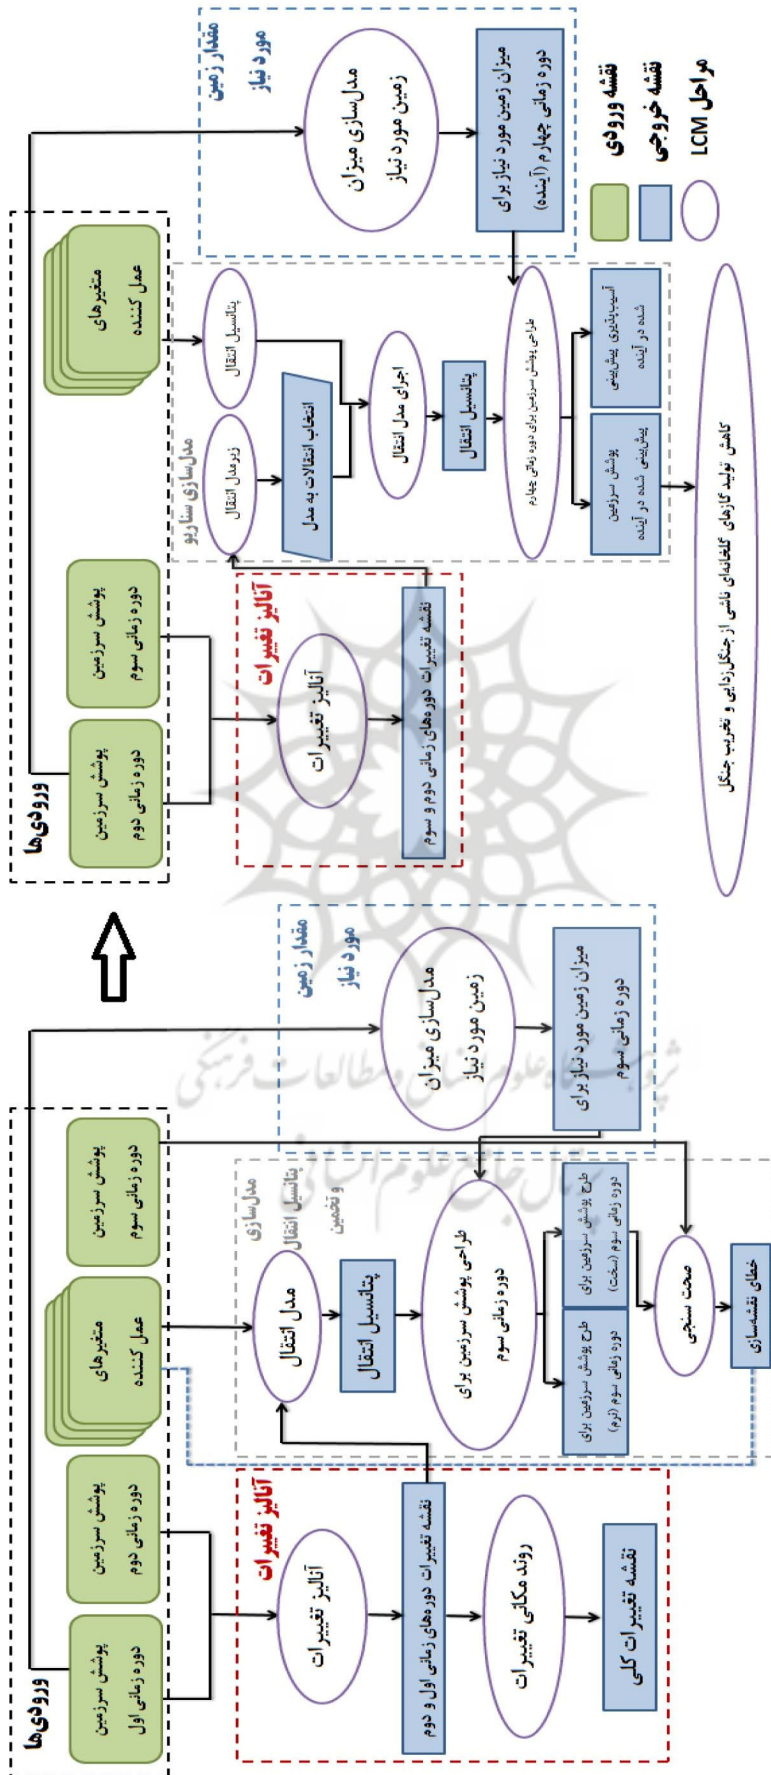 ورودی‌ها
پوشش سرزمین
دوره زمانی اول
پوشش سرزمین
دوره زمانی دوم
متغیرهای
عمل کننده
پوشش سرزمین
دوره زمانی سوم
آنالیز تغییرات
آنالیز تغییرات
نقشه تغییرات دوره‌های زمانی اول و دوم
روند مکانی تغییرات
نقشه تغییرات کلی
مدل‌سازی
پتانسیل انتقال
و تخمین
مدل انتقال
پتانسیل انتقال
طراحی پوشش سرزمین برای
دوره زمانی سوم
طرح پوشش سرزمین برای
دوره زمانی سوم (نرم)
طرح پوشش سرزمین برای
دوره زمانی سوم (سخت)
صحت سنجی
خطای نقشه‌سازی
مقدار زمین
مورد نیاز
مدل‌سازی میزان
زمین مورد نیاز
میزان زمین مورد نیاز برای
دوره زمانی سوم
ورودی‌ها
پوشش سرزمین
دوره زمانی دوم
پوشش سرزمین
دوره زمانی سوم
متغیرهای
عمل کننده
آنالیز تغییرات
آنالیز تغییرات
نقشه تغییرات دوره‌های زمانی دوم و سوم
مدل‌سازی سناریو
زیرمدل انتقال
پتانسیل انتقال
انتخاب انتقالات به مدل
اجرای مدل انتقال
پتانسیل انتقال
طراحی پوشش سرزمین برای دوره زمانی چهارم
پوشش سرزمین
پیش‌بینی شده در آینده
آسیب‌پذیری پیش‌بینی
شده در آینده
مقدار زمین
مورد نیاز
مدل‌سازی میزان
زمین مورد نیاز
میزان زمین مورد نیاز برای
دوره زمانی چهارم (آینده)
نقشه ورودی
نقشه خروجی
مراحل LCM
کاهش تولید گازهای گلخانه‌ای ناشی از جنگل‌زدایی و تخریب جنگل
پژوهشگاه علوم انسانی و مطالعات فرهنگی
پرتال جامع علوم انسانی